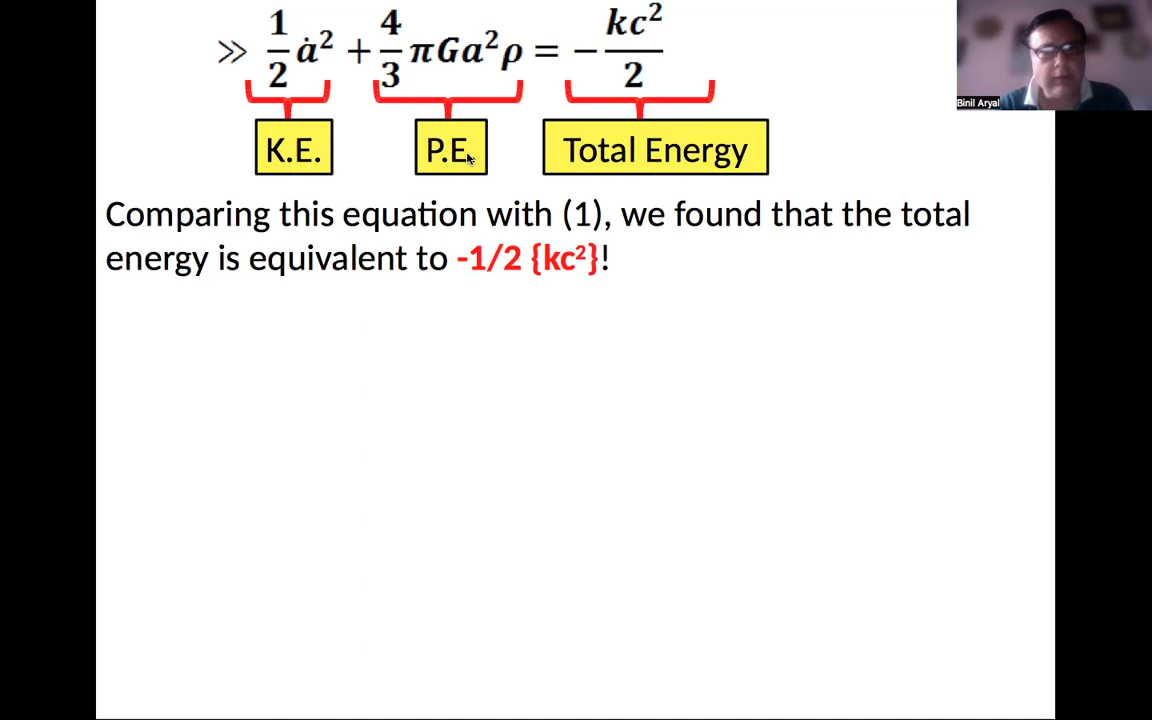 ≫ 1/2 ȧ² + 4/3 πGa²ρ = − kc²/2
K.E. P.E. Total Energy
Binil Aryal
Comparing this equation with (1), we found that the total
energy is equivalent to -1/2 {kc²}!